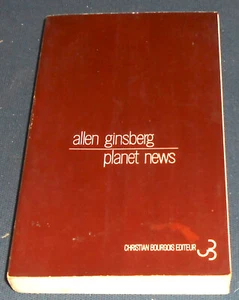 allen ginsberg
planet news
CHRISTIAN BOURGOIS EDITEUR